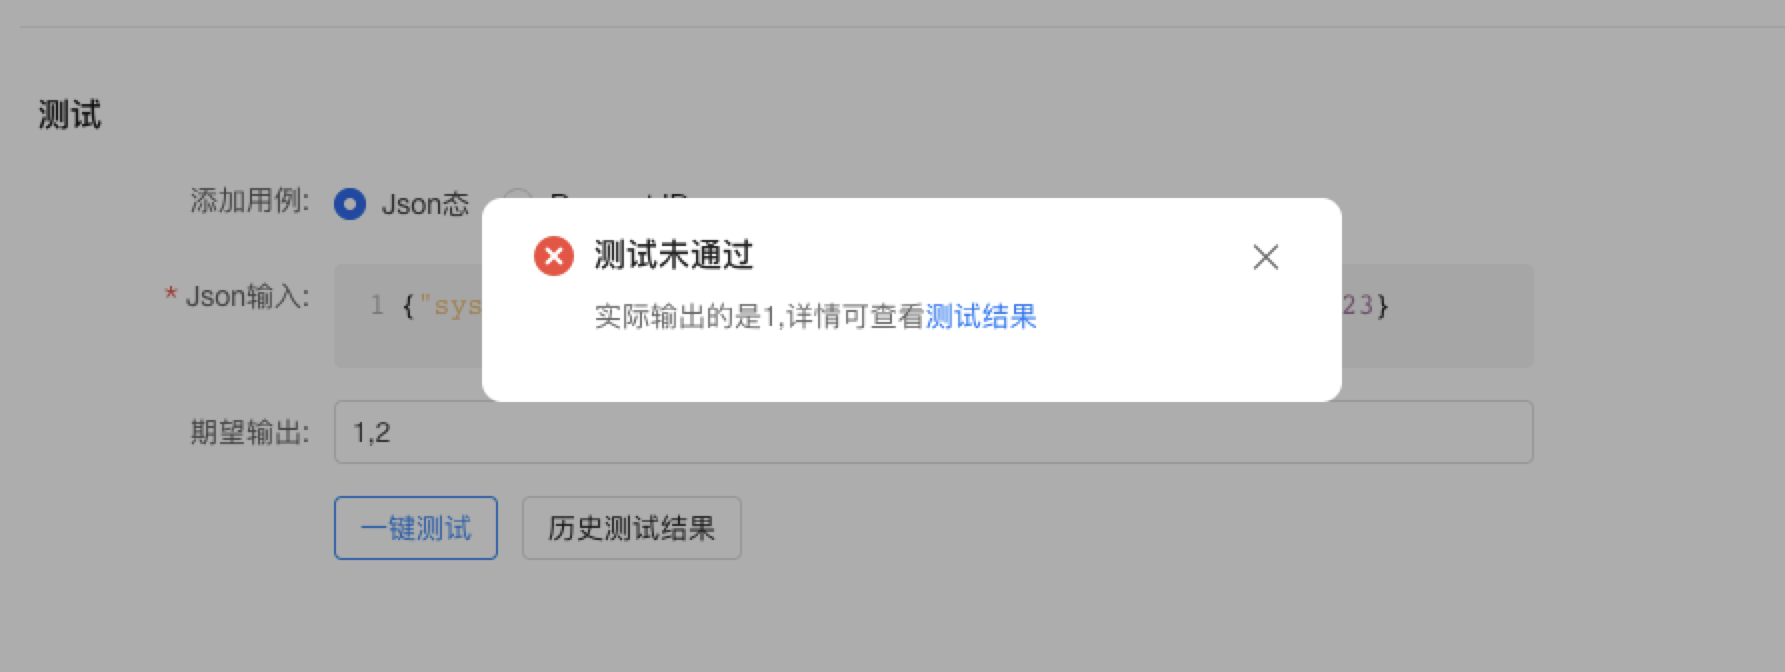 测试
添加用例: Json态
测试未通过
* Json输入: 1 {"sys 23}
实际输出的是1,详情可查看测试结果
期望输出: 1,2
一键测试 历史测试结果